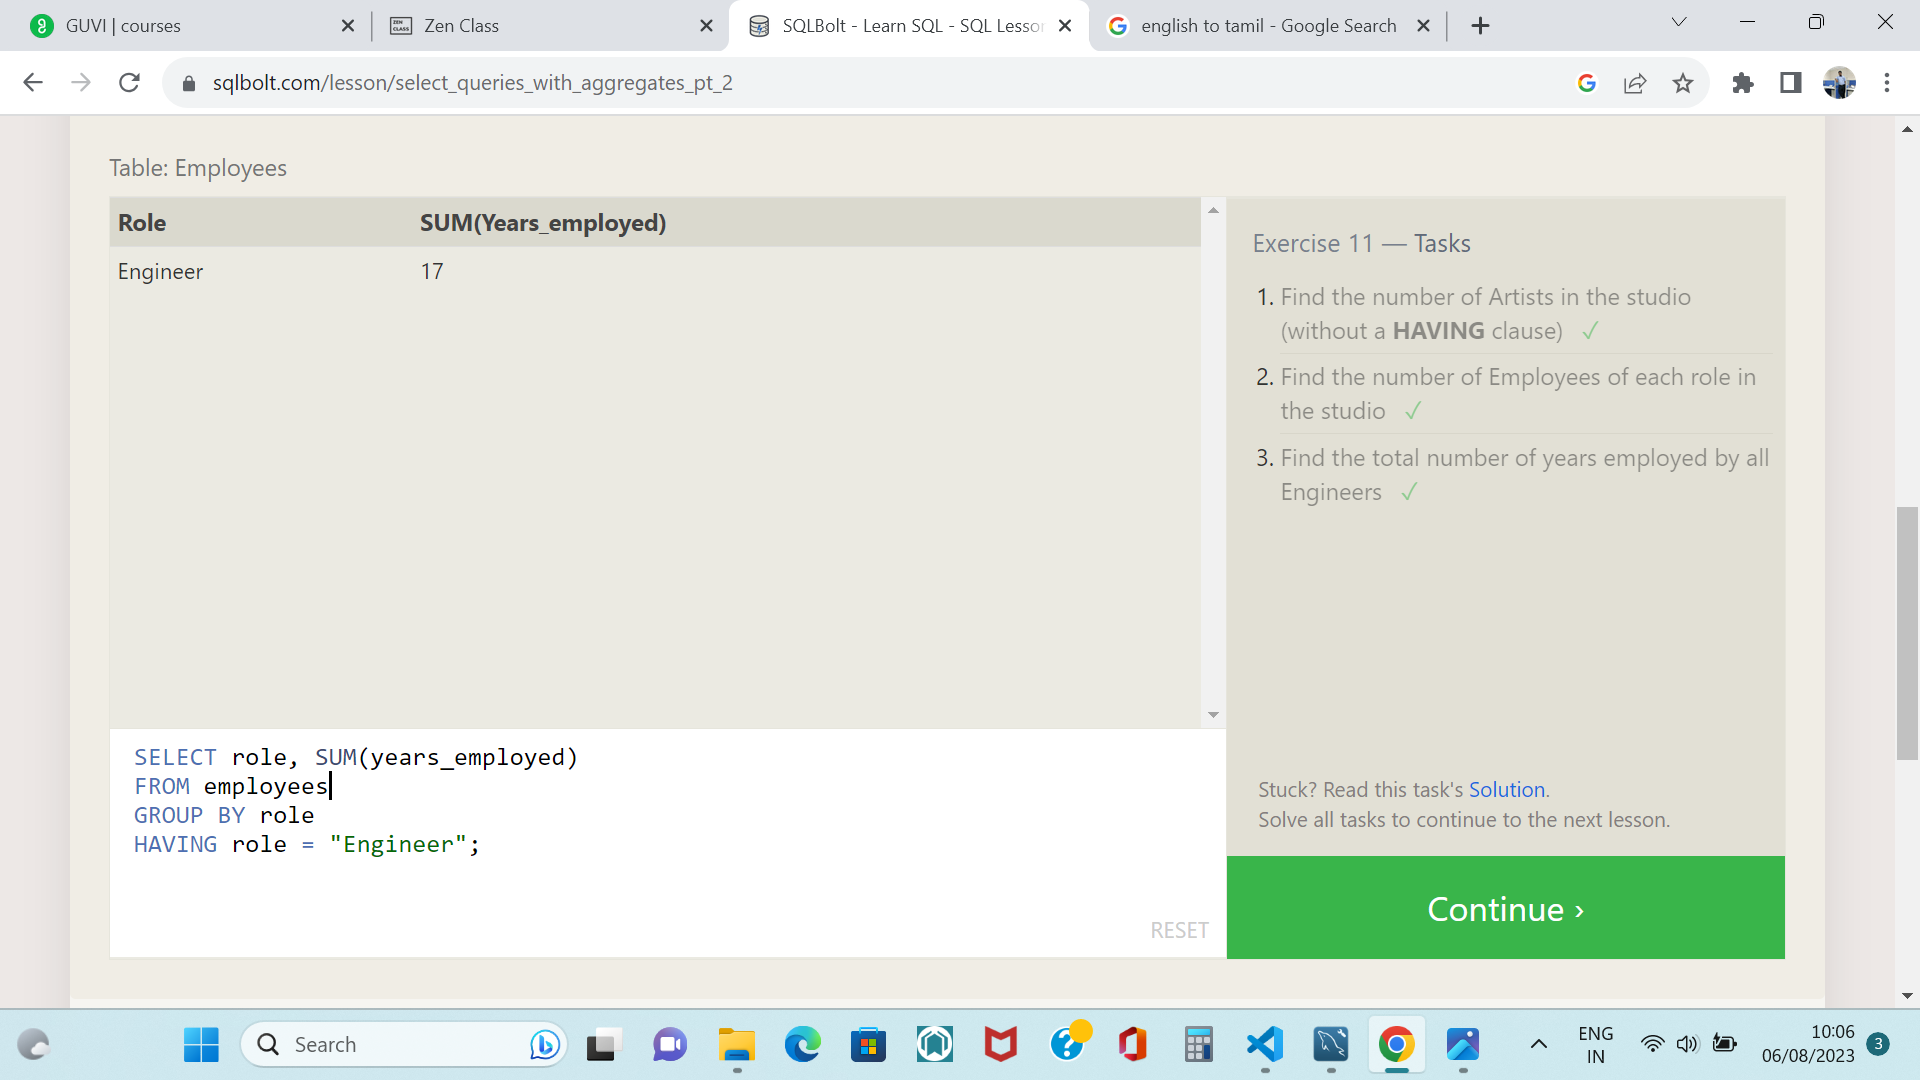 GUVI | courses
Zen Class
SQLBolt - Learn SQL - SQL Lesson
english to tamil - Google Search
sqlbolt.com/lesson/select_queries_with_aggregates_pt_2
Table: Employees
Role SUM(Years_employed)
Engineer 17
Exercise 11 — Tasks
1. Find the number of Artists in the studio
(without a HAVING clause) ✓
2. Find the number of Employees of each role in
the studio ✓
3. Find the total number of years employed by all
Engineers ✓
SELECT role, SUM(years_employed)
FROM employees
GROUP BY role
HAVING role = "Engineer";
RESET
Stuck? Read this task's Solution.
Solve all tasks to continue to the next lesson.
Continue ›
Search
ENG
IN
10:06
06/08/2023
3